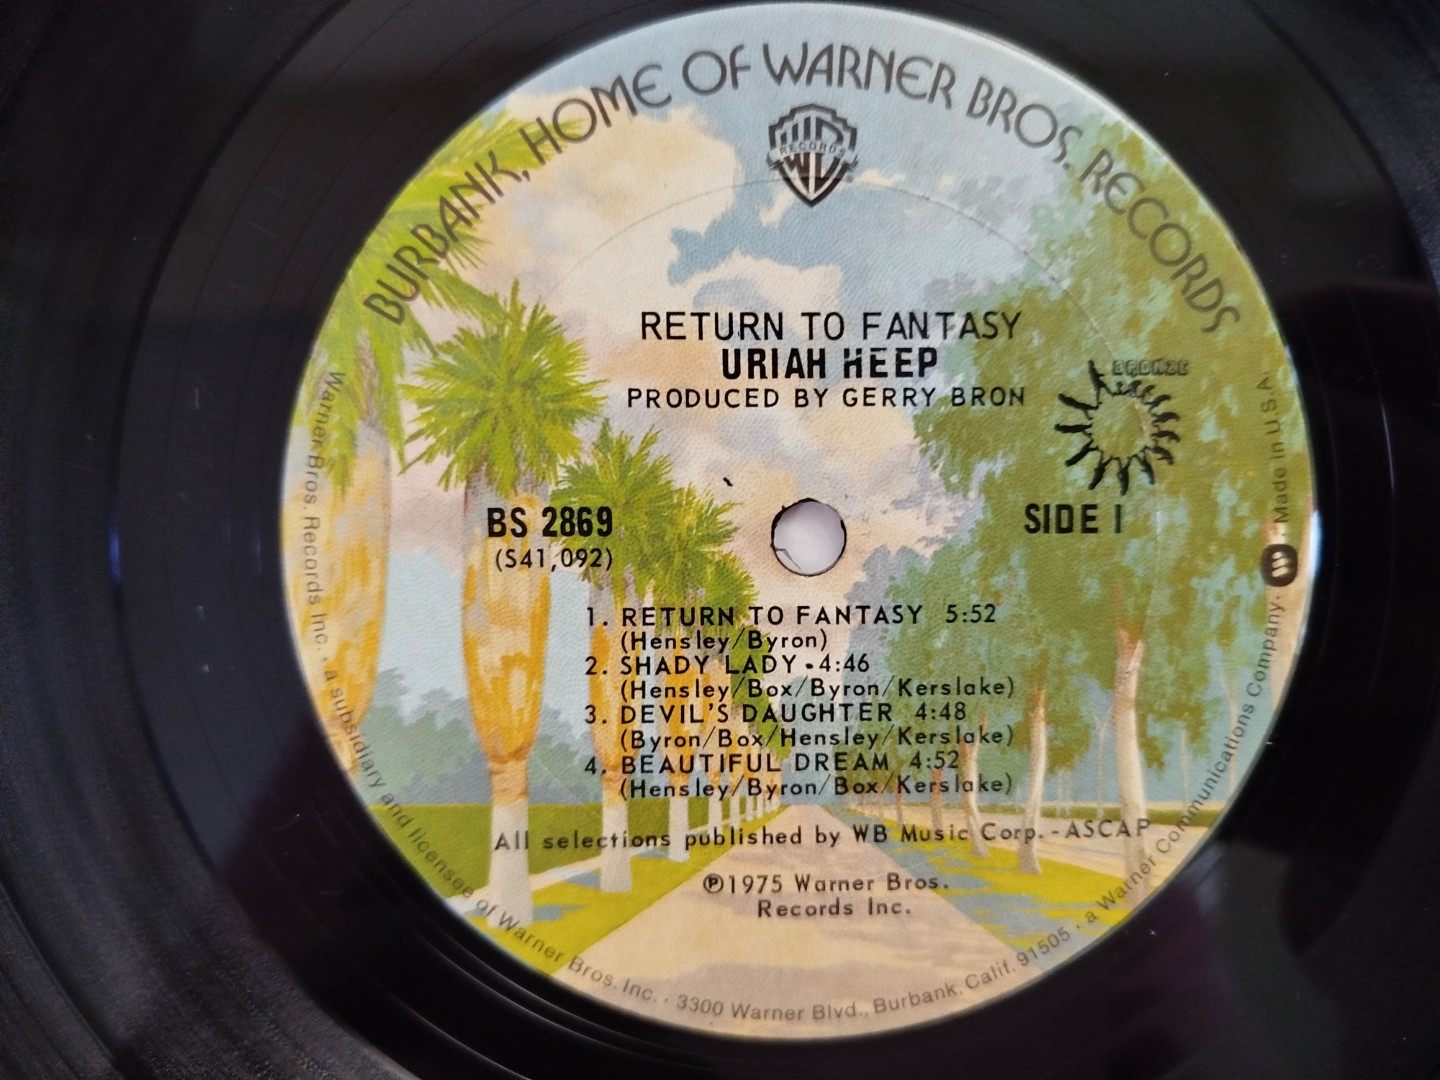 BURBANK, HOME OF WARNER BROS. RECORDS
WB
RECORDS
RETURN TO FANTASY
URIAH HEEP
PRODUCED BY GERRY BRON
BRONZE
BS 2869
(S41,092)
SIDE 1
1. RETURN TO FANTASY 5:52
(Hensley/Byron)
2. SHADY LADY • 4:46
(Hensley/Box/Byron/Kerslake)
3. DEVIL'S DAUGHTER 4:48
(Byron/Box/Hensley/Kerslake)
4. BEAUTIFUL DREAM 4:52
(Hensley/Byron/Box/Kerslake)
All selections published by WB Music Corp. - ASCAP
℗1975 Warner Bros.
Records Inc.
Warner Bros. Records Inc. · a subsidiary and licensee of Warner Bros. Inc. · 3300 Warner Blvd., Burbank, Calif. 91505 · a Warner Communications Company. · Made in U.S.A.